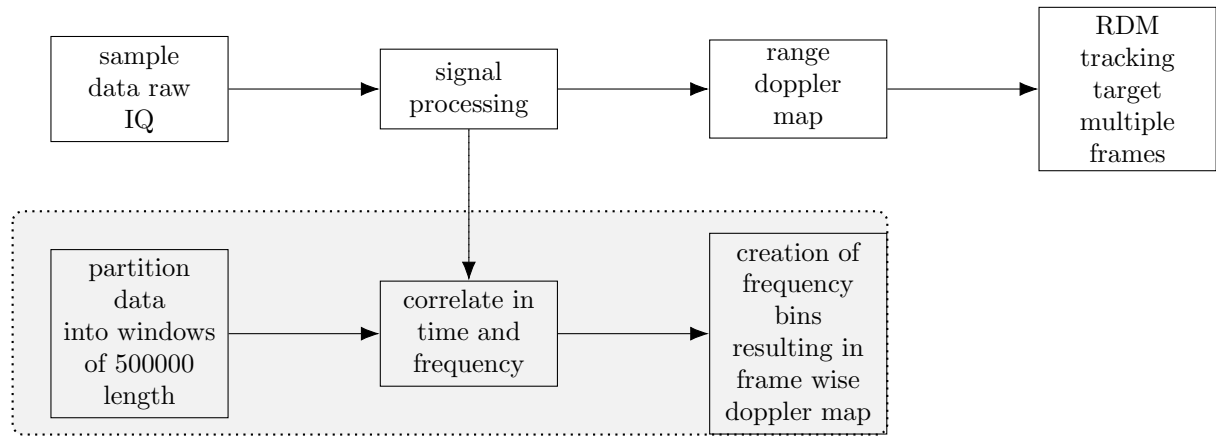 sample
data raw
IQ
signal
processing
range
doppler
map
RDM
tracking
target
multiple
frames
partition
data
into windows
of 500000
length
correlate in
time and
frequency
creation of
frequency
bins
resulting in
frame wise
doppler map